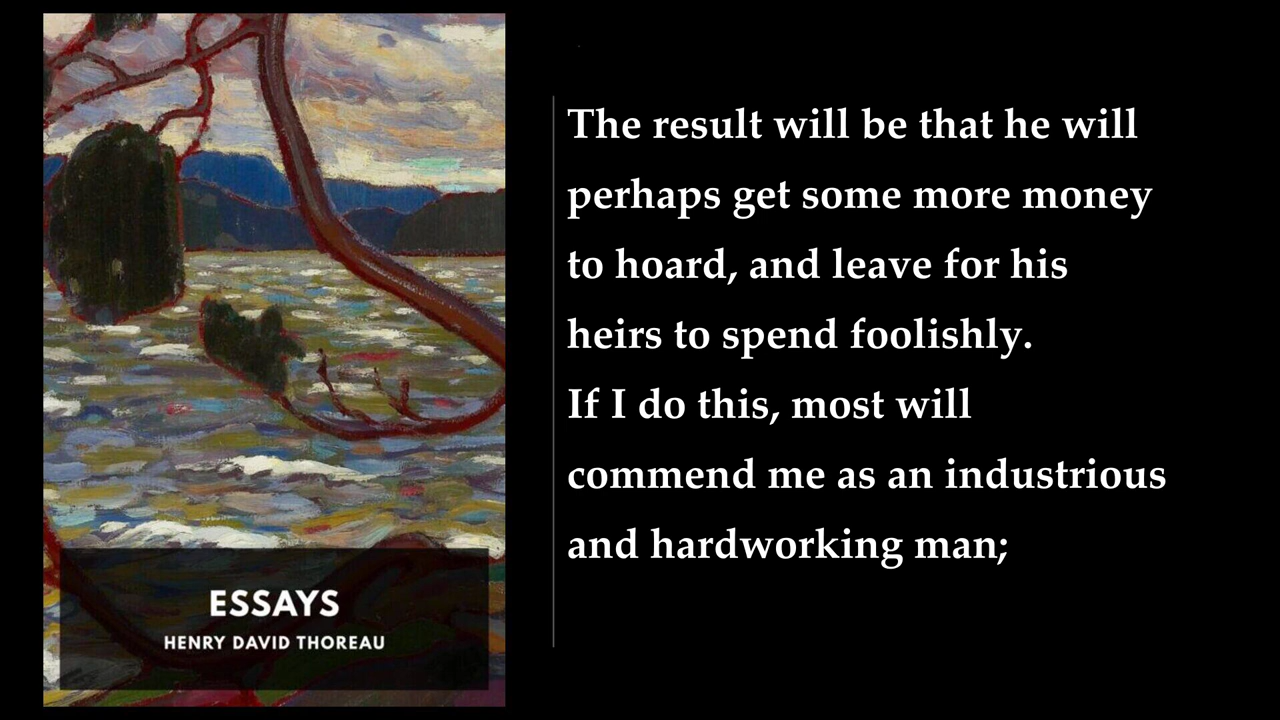 ESSAYS
HENRY DAVID THOREAU
The result will be that he will
perhaps get some more money
to hoard, and leave for his
heirs to spend foolishly.
If I do this, most will
commend me as an industrious
and hardworking man;